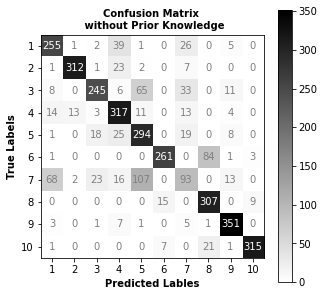 Confusion Matrix
without Prior Knowledge
1 255 1 2 39 1 0 26 0 5 0
2 1 312 1 23 2 0 7 0 0 0
3 8 0 245 6 65 0 33 0 11 0
4 14 13 3 317 11 0 13 0 4 0
5 1 0 18 25 294 0 19 0 8 0
6 1 0 0 0 0 261 0 84 1 3
7 68 2 23 16 107 0 93 0 13 0
8 0 0 0 0 0 15 0 307 0 9
9 3 0 1 7 1 0 5 1 351 0
10 1 0 0 0 0 7 0 21 1 315
1 2 3 4 5 6 7 8 9 10
Predicted Lables
True Labels
350
300
250
200
150
100
50
0